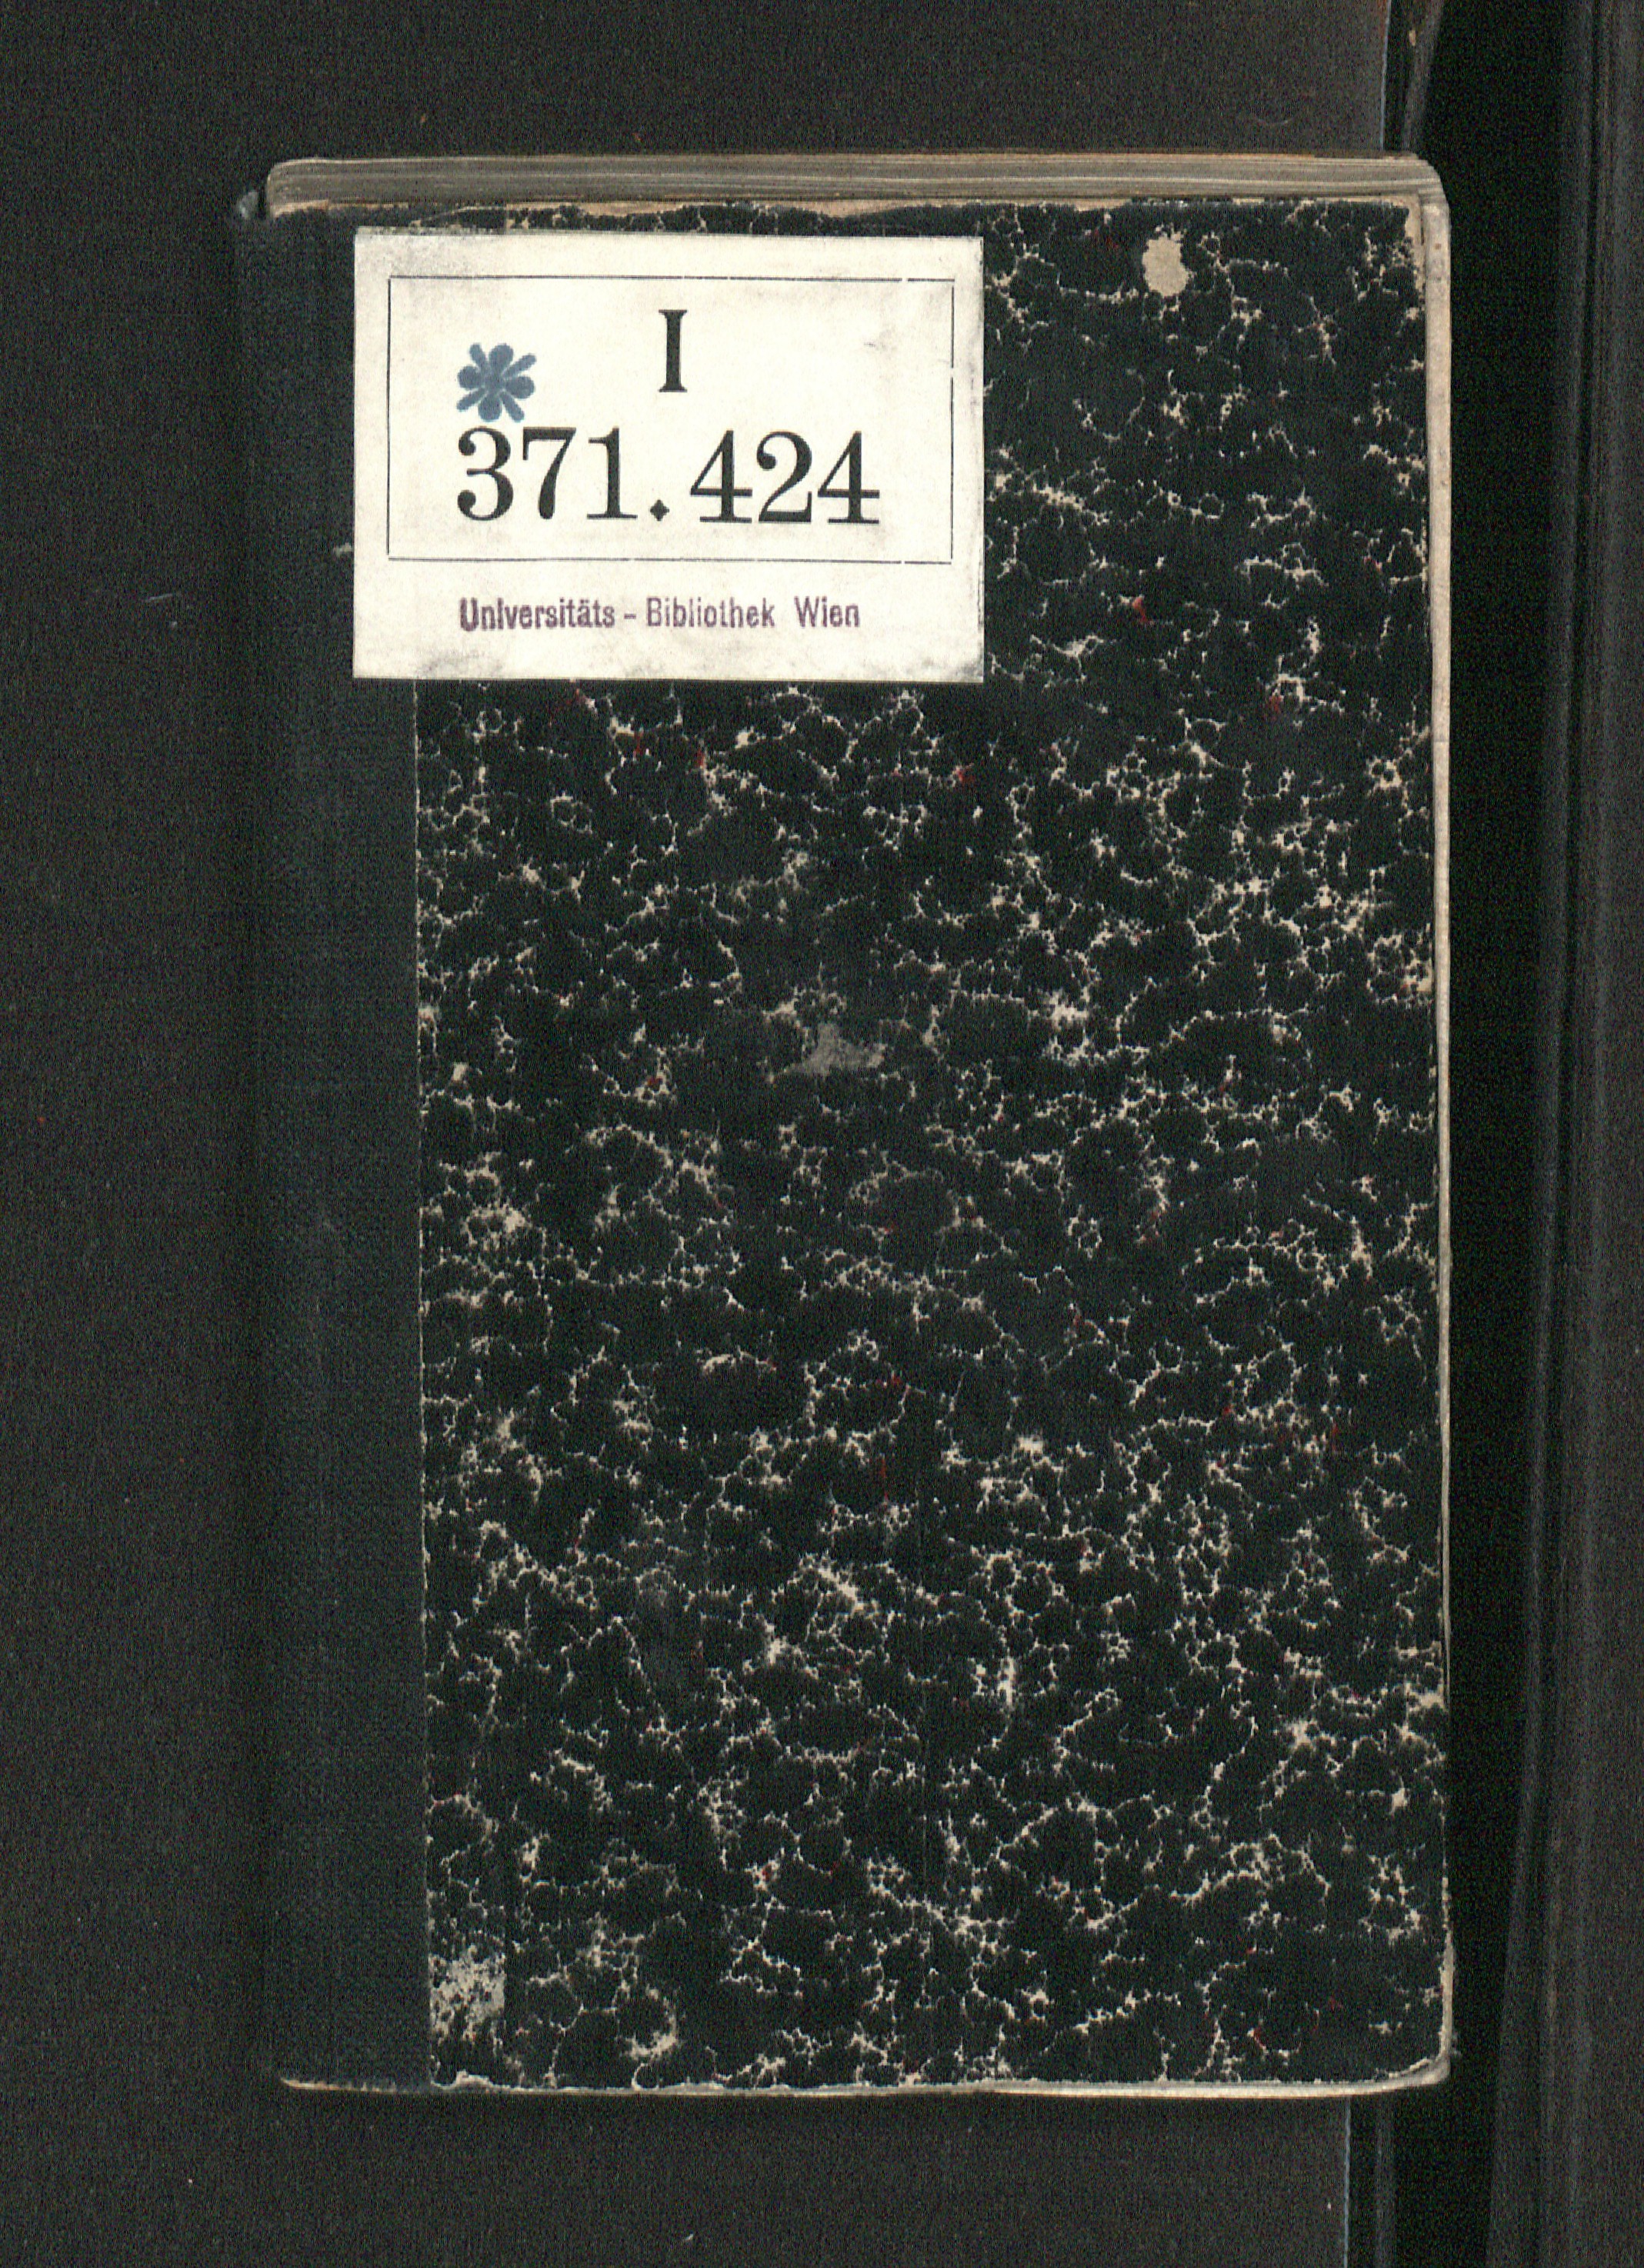 I
371.424
Universitäts - Bibliothek Wien